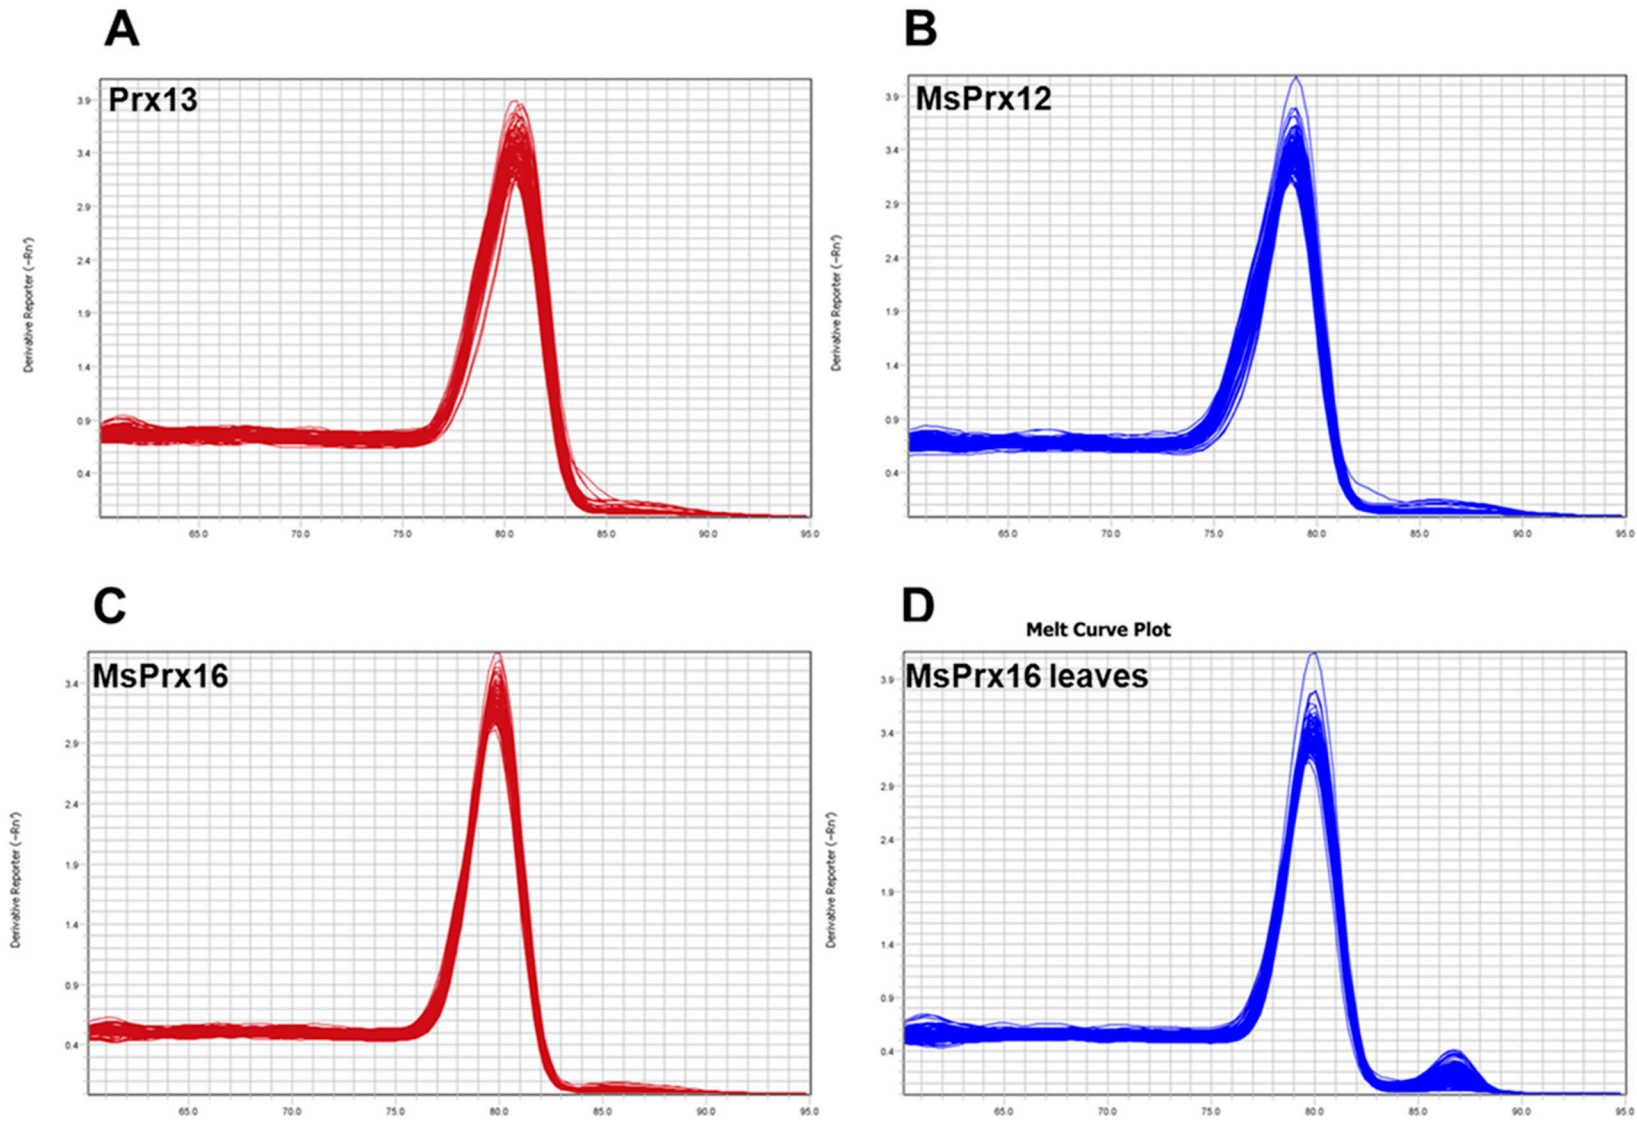 A
Prx13
Derivative Reporter (-Rn')
3.9
3.4
2.9
2.4
1.9
1.4
0.9
0.4
65.0 70.0 75.0 80.0 85.0 90.0 95.0
B
MsPrx12
Derivative Reporter (-Rn')
3.9
3.4
2.9
2.4
1.9
1.4
0.9
0.4
65.0 70.0 75.0 80.0 85.0 90.0 95.0
C
MsPrx16
Derivative Reporter (-Rn')
3.4
2.9
2.4
1.9
1.4
0.9
0.4
65.0 70.0 75.0 80.0 85.0 90.0 95.0
D
Melt Curve Plot
MsPrx16 leaves
Derivative Reporter (-Rn')
3.9
3.4
2.9
2.4
1.9
1.4
0.9
0.4
65.0 70.0 75.0 80.0 85.0 90.0 95.0